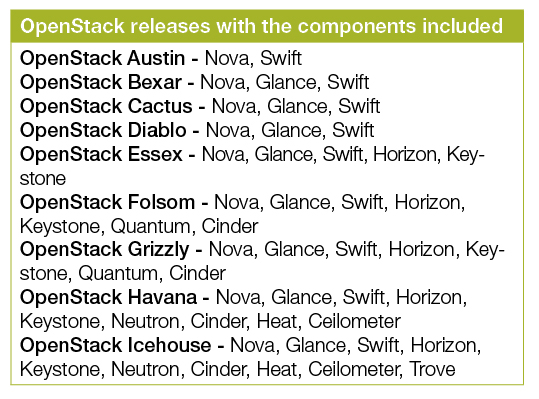 OpenStack releases with the components included
OpenStack Austin - Nova, Swift
OpenStack Bexar - Nova, Glance, Swift
OpenStack Cactus - Nova, Glance, Swift
OpenStack Diablo - Nova, Glance, Swift
OpenStack Essex - Nova, Glance, Swift, Horizon, Key-
stone
OpenStack Folsom - Nova, Glance, Swift, Horizon,
Keystone, Quantum, Cinder
OpenStack Grizzly - Nova, Glance, Swift, Horizon, Key-
stone, Quantum, Cinder
OpenStack Havana - Nova, Glance, Swift, Horizon,
Keystone, Neutron, Cinder, Heat, Ceilometer
OpenStack Icehouse - Nova, Glance, Swift, Horizon,
Keystone, Neutron, Cinder, Heat, Ceilometer, Trove